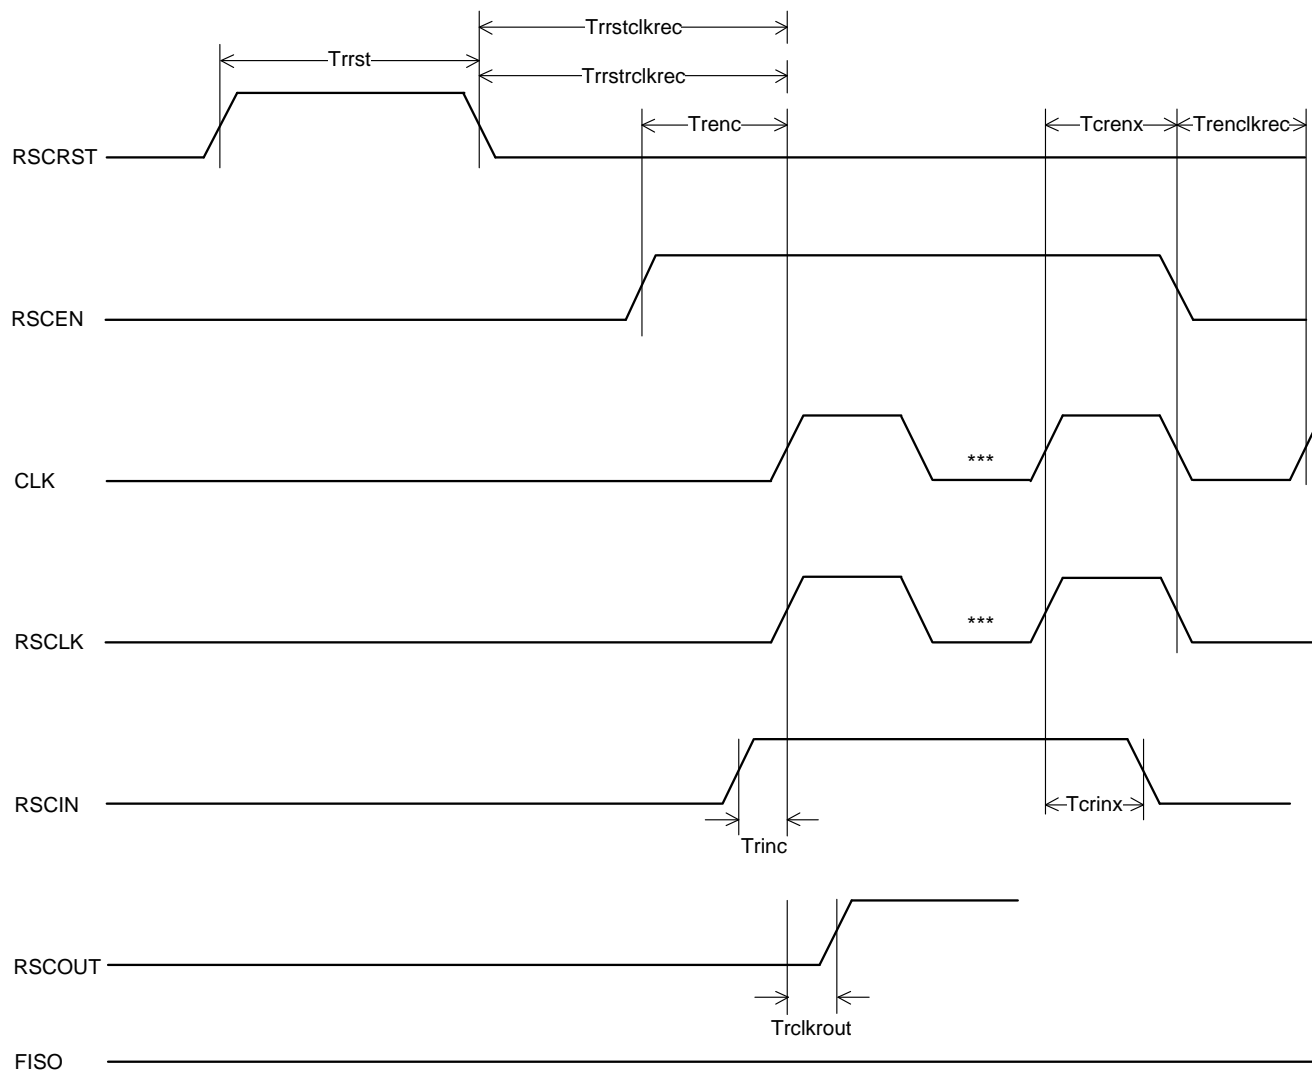 Trrstclkrec
Trrst
Trrstrclkrec
Trenc
Tcrenx
Trenclkrec
RSCRST
RSCEN
CLK
***
RSCLK
***
RSCIN
Tcrinx
Trinc
RSCOUT
Trclkrout
FISO